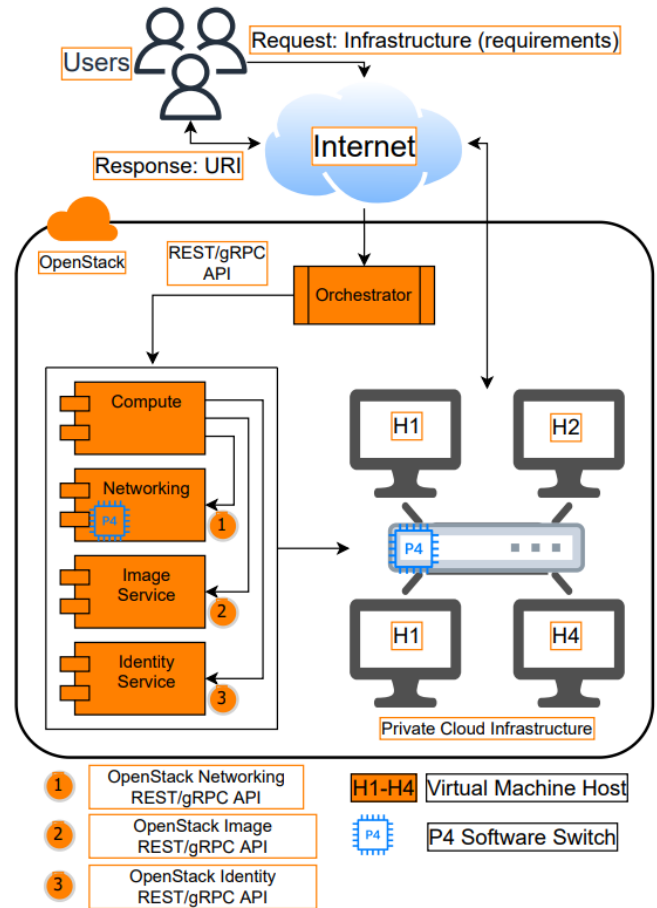 Request: Infrastructure (requirements)
Users
Internet
Response: URI
OpenStack
REST/gRPC
API
Orchestrator
Compute
Networking
P4
1
Image
Service
2
Identity
Service
3
H1
H2
P4
H1
H4
Private Cloud Infrastructure
1
OpenStack Networking
REST/gRPC API
2
OpenStack Image
REST/gRPC API
3
OpenStack Identity
REST/gRPC API
H1-H4
Virtual Machine Host
P4
P4 Software Switch